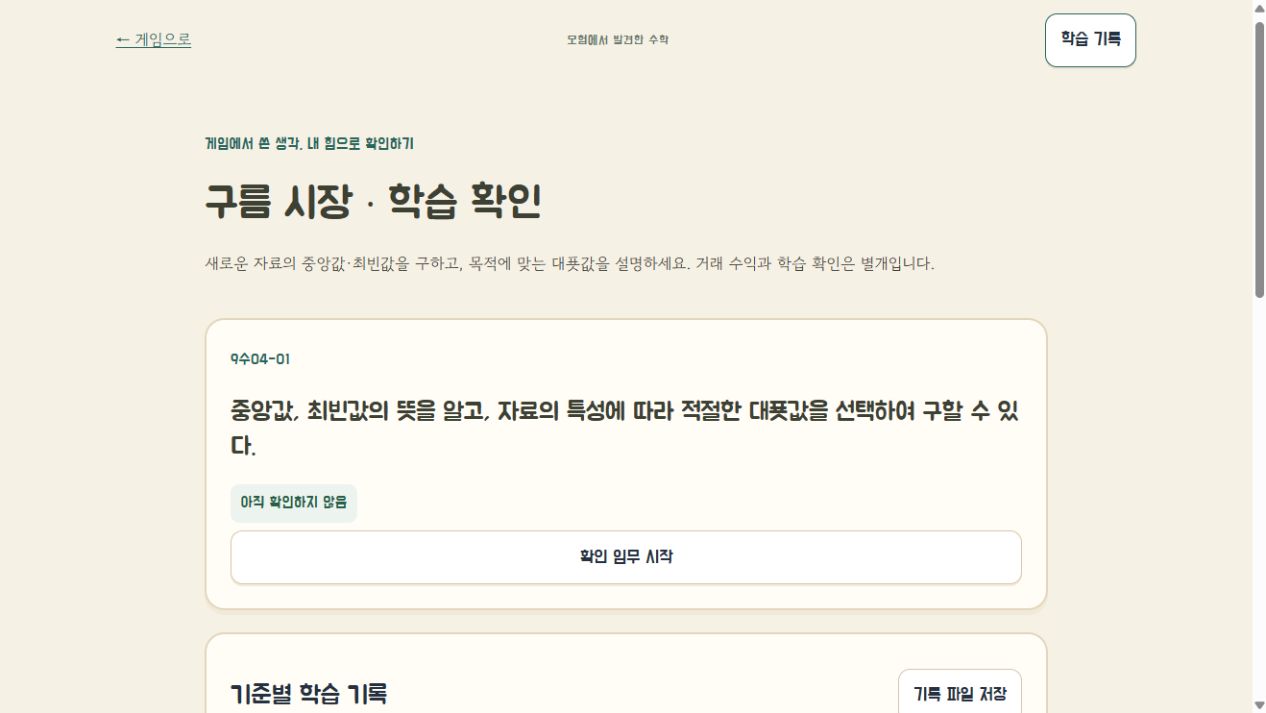 ← 게임으로
모험에서 발견한 수학
학습 기록
게임에서 쓴 생각, 내 힘으로 확인하기
구름 시장 · 학습 확인
새로운 자료의 중앙값·최빈값을 구하고, 목적에 맞는 대푯값을 설명하세요. 거래 수익과 학습 확인은 별개입니다.
9수04-01
중앙값, 최빈값의 뜻을 알고, 자료의 특성에 따라 적절한 대푯값을 선택하여 구할 수 있
다.
아직 확인하지 않음
확인 임무 시작
기준별 학습 기록
기록 파일 저장